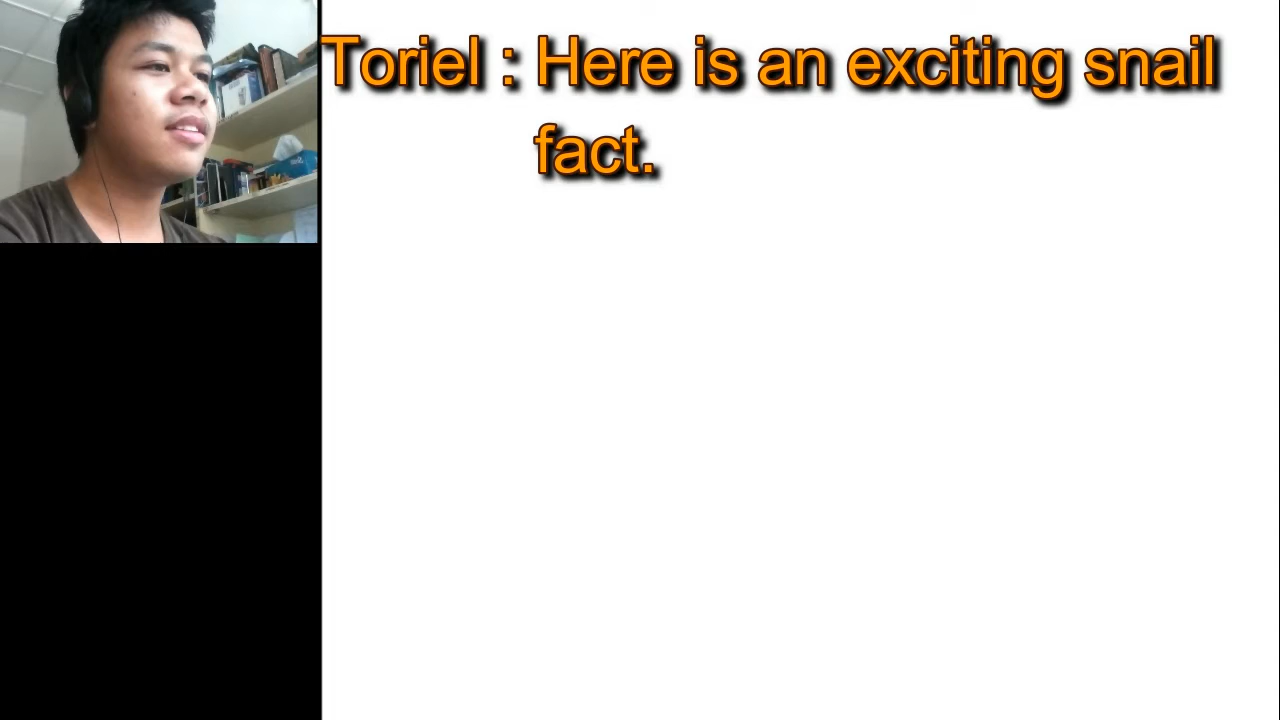 Toriel : Here is an exciting snail
fact.